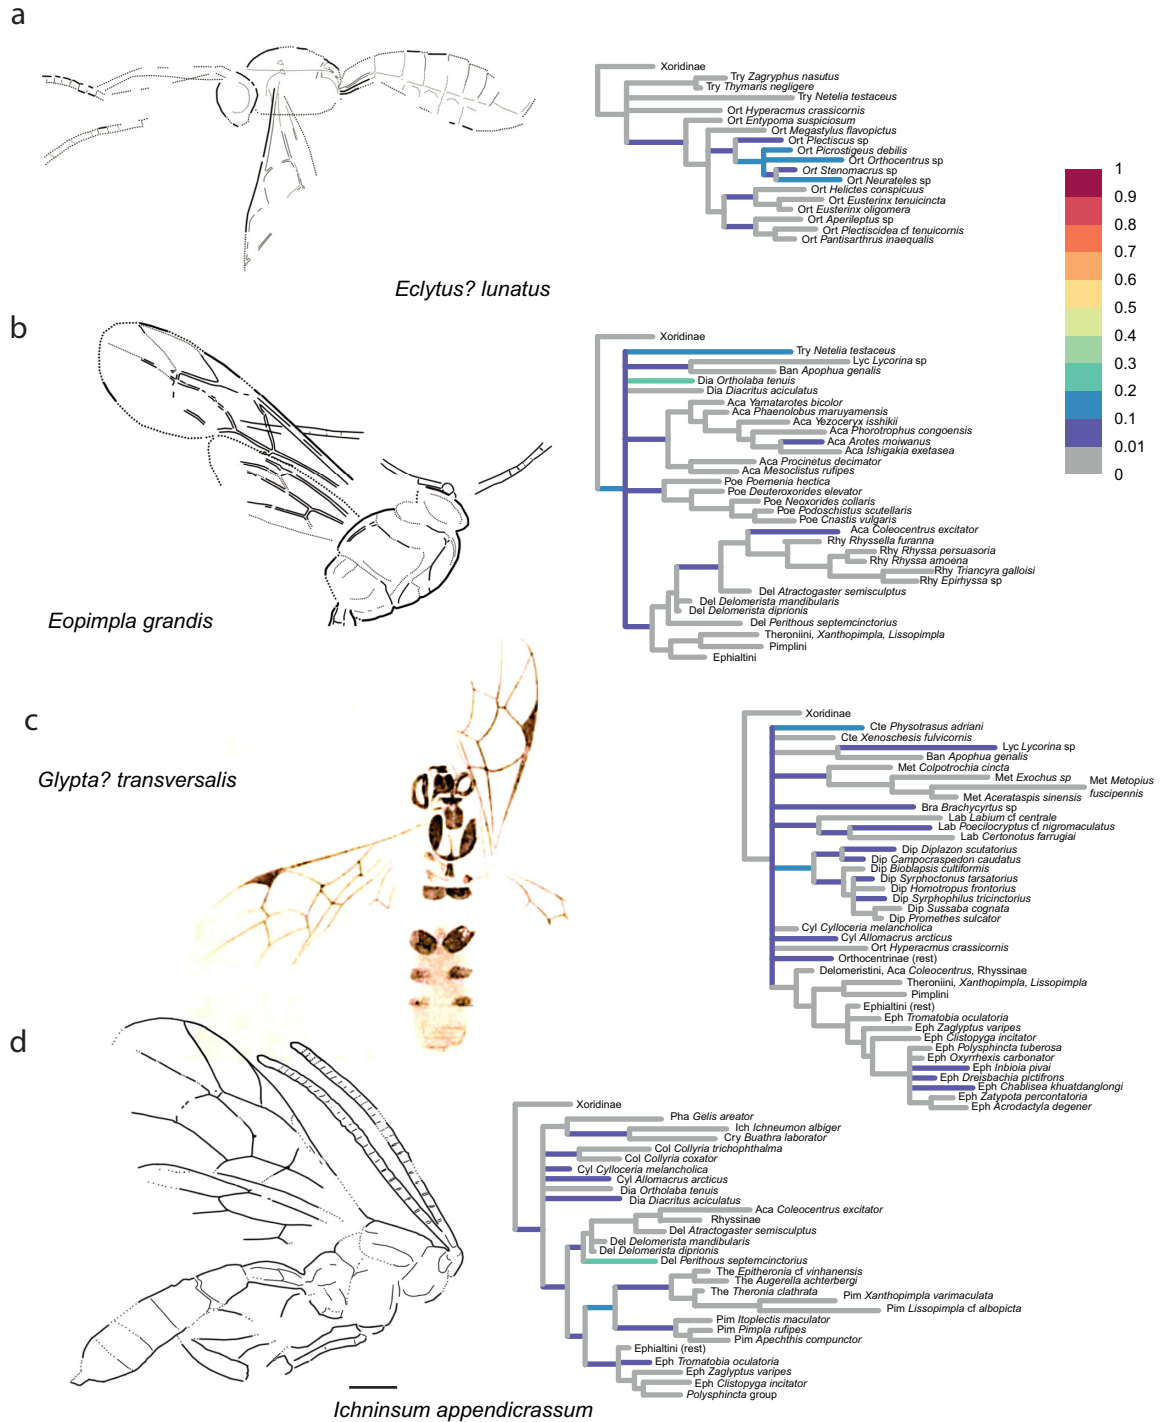 a
Xoridinae
Try Zagryphus nasutus
Try Thymaris negligere
Try Netelia testaceus
Ort Hyperacmus crassicornis
Ort Entypoma suspiciosum
Ort Megastylus flavopictus
Ort Plectiscus sp
Ort Picrostigeus debilis
Ort Orthocentrus sp
Ort Stenomacrus sp
Ort Neurateles sp
Ort Helictes conspicuus
Ort Eusterinx tenuicincta
Ort Eusterinx oligomera
Ort Aperileptus sp
Ort Plectiscidea cf tenuicornis
Ort Pantisarthrus inaequalis
Eclytus? lunatus
1
0.9
0.8
0.7
0.6
0.5
0.4
0.3
0.2
0.1
0.01
0
b
Xoridinae
Try Netelia testaceus
Lyc Lycorina sp
Ban Apophua genalis
Dia Ortholaba tenuis
Dia Diacritus aciculatus
Aca Yamatarotes bicolor
Aca Phaenolobus maruyamensis
Aca Yezoceryx isshikii
Aca Phorotrophus congoensis
Aca Arotes moiwanus
Aca Ishigakia exetasea
Aca Procinetus decimator
Aca Mesoclistus rufipes
Poe Poemenia hectica
Poe Deuteroxorides elevator
Poe Neoxorides collaris
Poe Podoschistus scutellaris
Poe Cnastis vulgaris
Aca Coleocentrus excitator
Rhy Rhyssella furanna
Rhy Rhyssa persuasoria
Rhy Rhyssa amoena
Rhy Triancyra galloisi
Rhy Epirhyssa sp
Del Atractogaster semisculptus
Del Delomerista mandibularis
Del Delomerista diprionis
Del Perithous septemcinctorius
Theroniini, Xanthopimpla, Lissopimpla
Pimplini
Ephialtini
Eopimpla grandis
c
Glypta? transversalis
Xoridinae
Cte Physotrasus adriani
Cte Xenoschesis fulvicornis
Lyc Lycorina sp
Ban Apophua genalis
Met Colpotrochia cincta
Met Exochus sp
Met Metopius
fuscipennis
Met Acerataspis sinensis
Bra Brachycyrtus sp
Lab Labium cf centrale
Lab Poecilocryptus cf nigromaculatus
Lab Certonotus farrugiai
Dip Diplazon scutatorius
Dip Campocraspedon caudatus
Dip Bioblapsis cultiformis
Dip Syrphoctonus tarsatorius
Dip Homotropus frontorius
Dip Syrphophilus tricinctorius
Dip Sussaba cognata
Dip Promethes sulcator
Cyl Cylloceria melancholica
Cyl Allomacrus arcticus
Ort Hyperacmus crassicornis
Orthocentrinae (rest)
Delomeristini, Aca Coleocentrus, Rhyssinae
Theroniini, Xanthopimpla, Lissopimpla
Pimplini
Ephialtini (rest)
Eph Tromatobia oculatoria
Eph Zaglyptus varipes
Eph Clistopyga incitator
Eph Polysphincta tuberosa
Eph Oxyrrhexis carbonator
Eph Inbioia pivai
Eph Dreisbachia pictifrons
Eph Chablisea khuatdanglongi
Eph Zatypota percontatoria
Eph Acrodactyla degener
d
Xoridinae
Pha Gelis areator
Ich Ichneumon albiger
Cry Buathra laborator
Col Collyria trichophthalma
Col Collyria coxator
Cyl Cylloceria melancholica
Cyl Allomacrus arcticus
Dia Ortholaba tenuis
Dia Diacritus aciculatus
Aca Coleocentrus excitator
Rhyssinae
Del Atractogaster semisculptus
Del Delomerista mandibularis
Del Delomerista diprionis
Del Perithous septemcinctorius
The Epitheronia cf vinhanensis
The Augerella achterbergi
The Theronia clathrata
Pim Xanthopimpla varimaculata
Pim Lissopimpla cf albopicta
Pim Itoplectis maculator
Pim Pimpla rufipes
Pim Apechthis compunctor
Ephialtini (rest)
Eph Tromatobia oculatoria
Eph Zaglyptus varipes
Eph Clistopyga incitator
Polysphincta group
Ichninsum appendicrassum